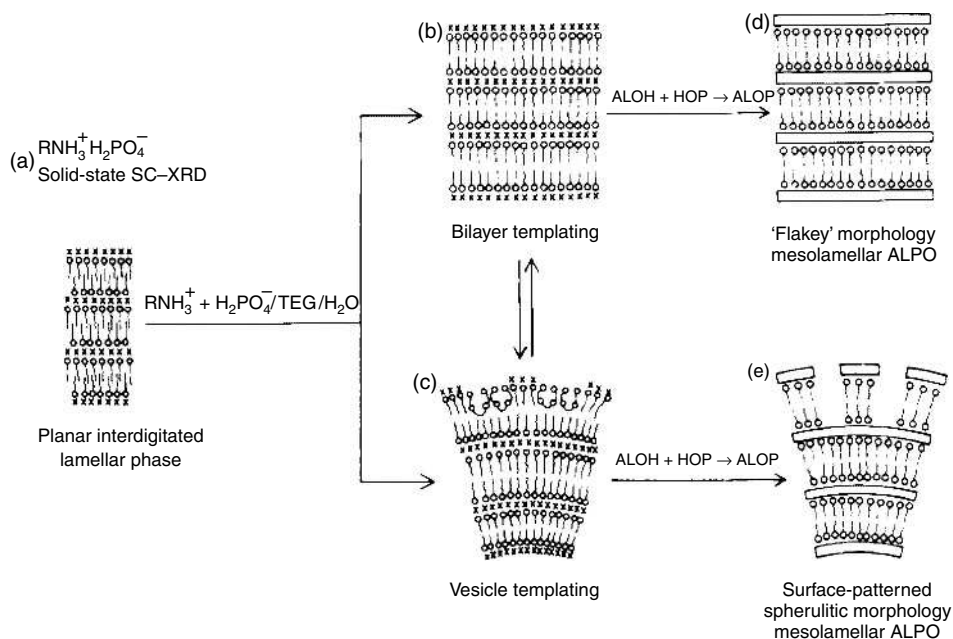 (a) RNH₃⁺H₂PO₄⁻
Solid-state SC–XRD
Planar interdigitated
lamellar phase
RNH₃⁺ + H₂PO₄⁻/TEG/H₂O
(b)
Bilayer templating
ALOH + HOP → ALOP
(d)
'Flakey' morphology
mesolamellar ALPO
(c)
Vesicle templating
ALOH + HOP → ALOP
(e)
Surface-patterned
spherulitic morphology
mesolamellar ALPO